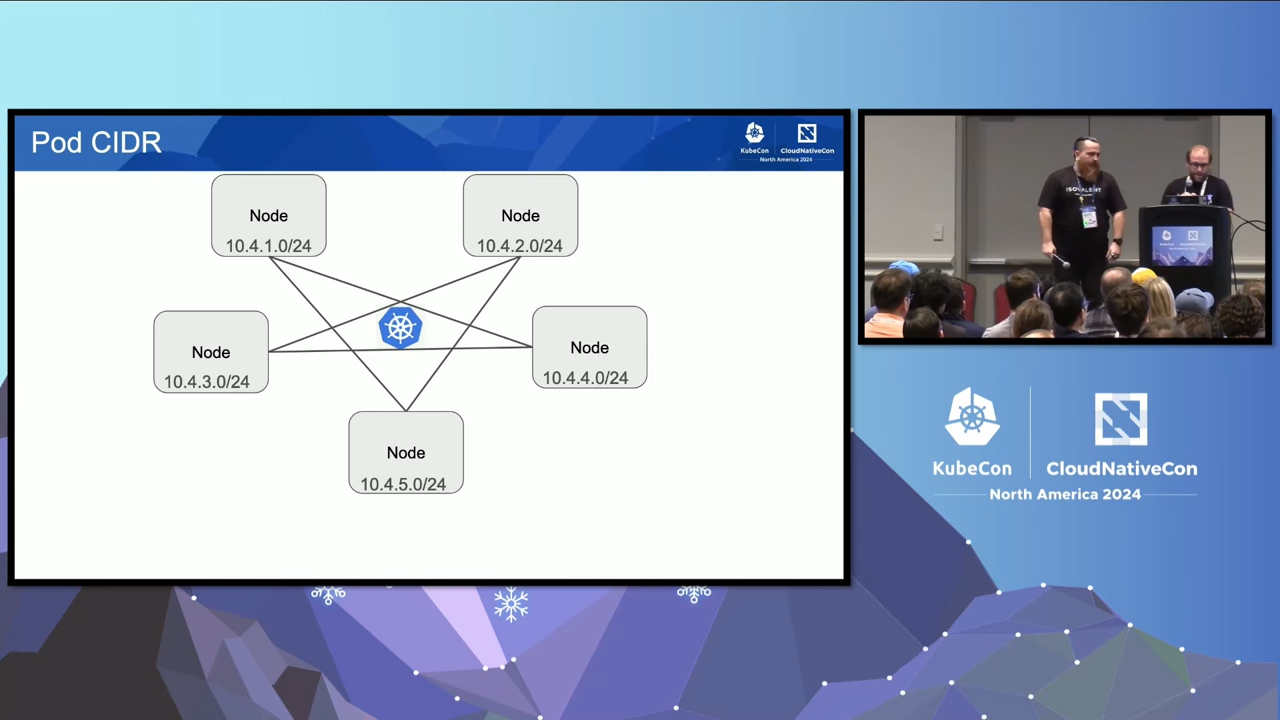 Pod CIDR
KubeCon
CloudNativeCon
North America 2024
Node
10.4.1.0/24
Node
10.4.2.0/24
Node
10.4.3.0/24
Node
10.4.4.0/24
Node
10.4.5.0/24
ISOVALENT
KubeCon
CloudNativeCon
North America 2024